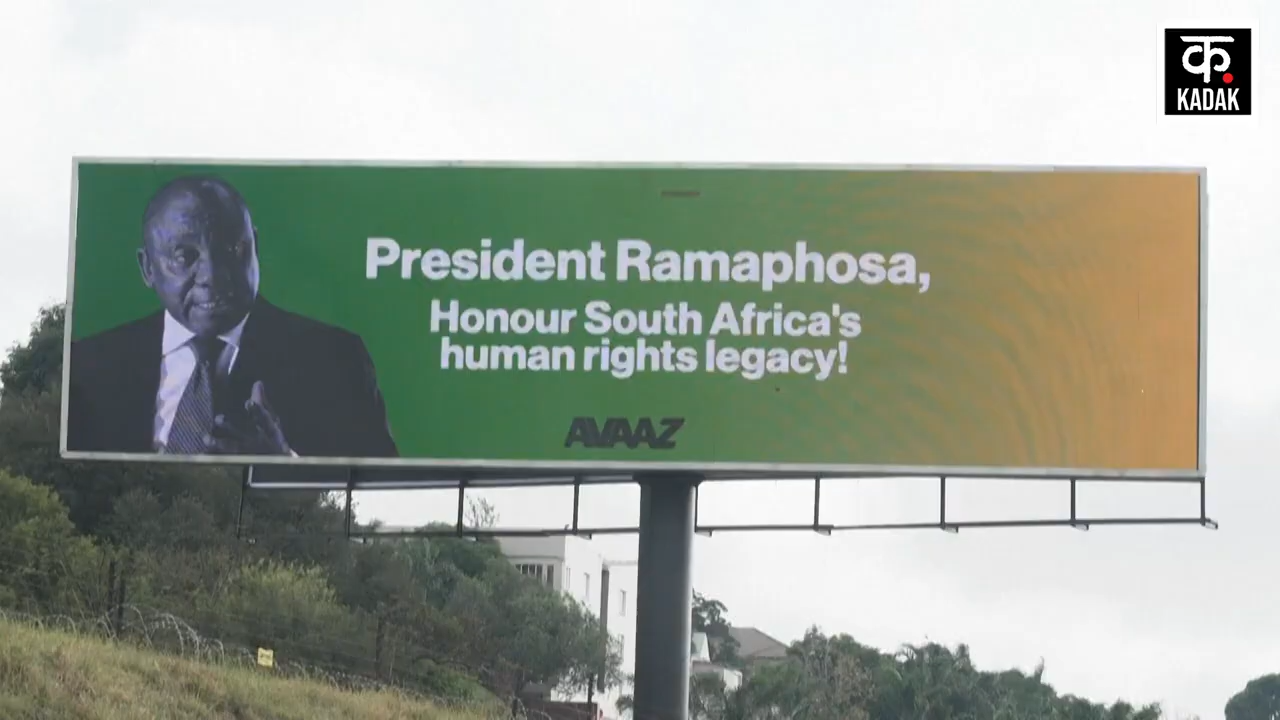 क.
KADAK
President Ramaphosa,
Honour South Africa's
human rights legacy!
AVAAZ